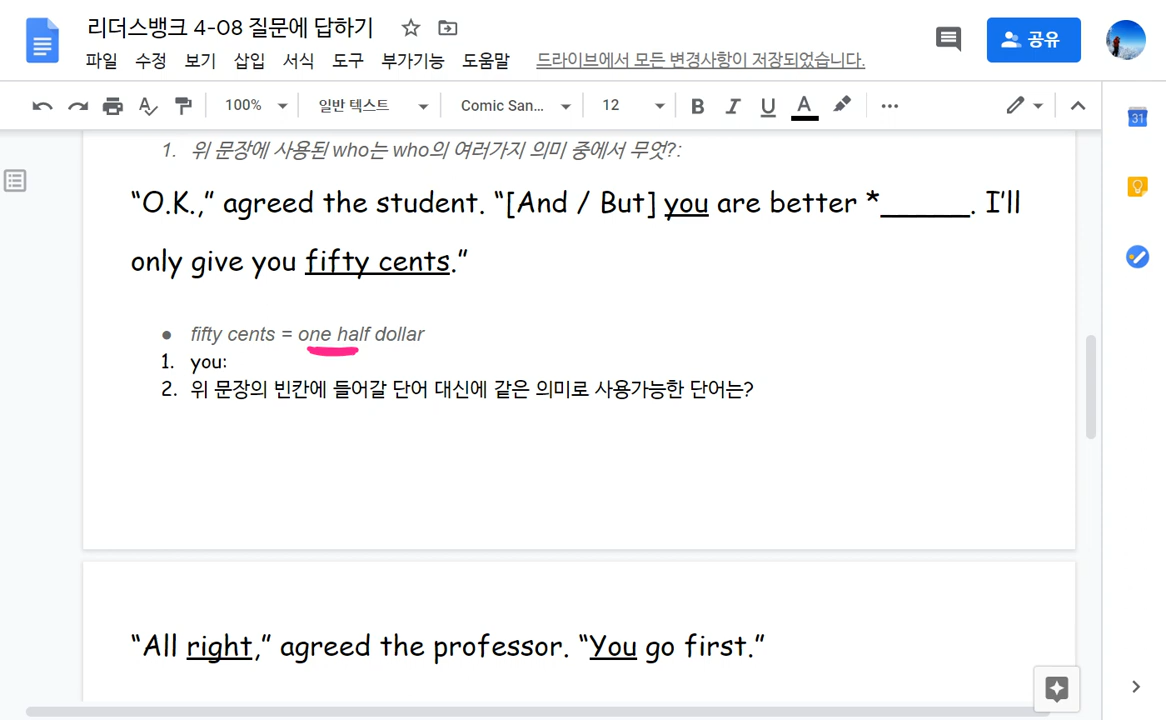 리더스뱅크 4-08 질문에 답하기
파일 수정 보기 삽입 서식 도구 부가기능 도움말 드라이브에서 모든 변경사항이 저장되었습니다.
공유
100% 일반 텍스트 Comic San... 12 B I U A
31
1. 위 문장에 사용된 who는 who의 여러가지 의미 중에서 무엇?:
“O.K.,” agreed the student. “[And / But] you are better *_____. I’ll
only give you fifty cents.”
● fifty cents = one half dollar
1. you:
2. 위 문장의 빈칸에 들어갈 단어 대신에 같은 의미로 사용가능한 단어는?
“All right,” agreed the professor. “You go first.”